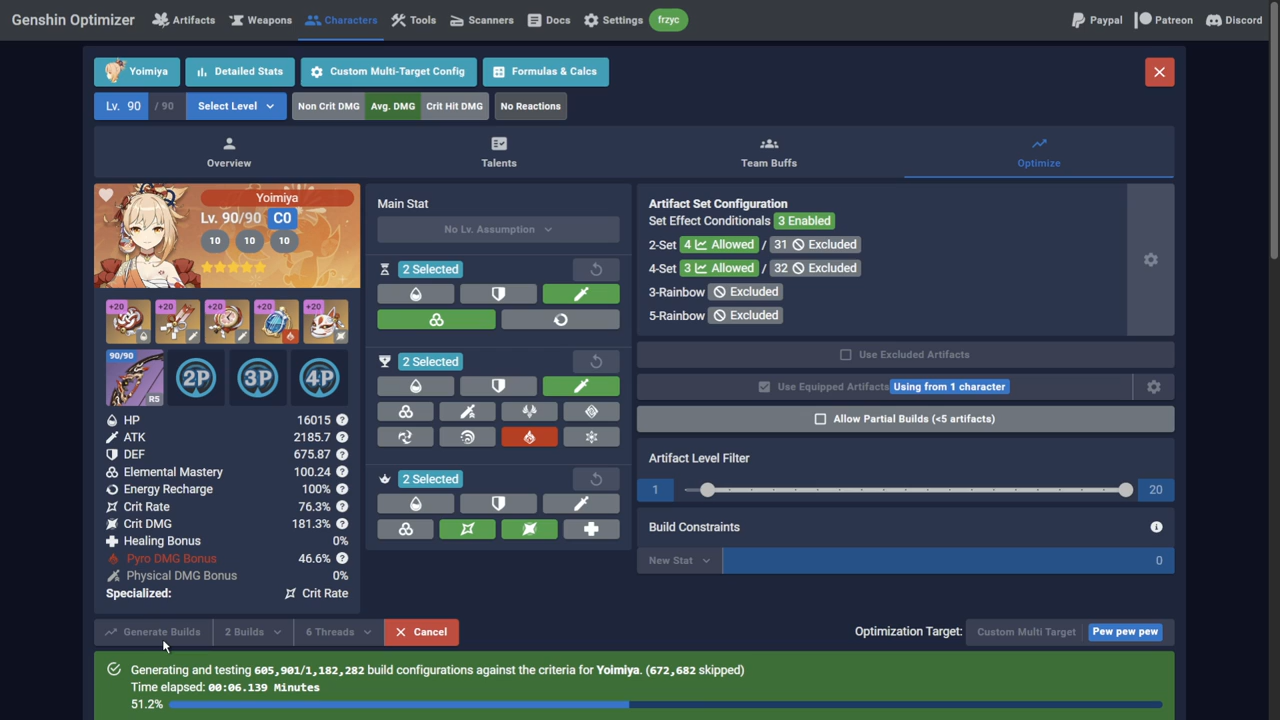 Genshin Optimizer Artifacts Weapons Characters Tools Scanners Docs Settings frzyc Paypal Patreon Discord
Yoimiya Detailed Stats Custom Multi-Target Config Formulas & Calcs
Lv. 90 / 90 Select Level Non Crit DMG Avg. DMG Crit Hit DMG No Reactions
Overview Talents Team Buffs Optimize
Yoimiya
Lv. 90/90 C0
10 10 10
+20 +20 +20 +20 +20
90/90 R5 2P 3P 4P
HP 16015
ATK 2185.7
DEF 675.87
Elemental Mastery 100.24
Energy Recharge 100%
Crit Rate 76.3%
Crit DMG 181.3%
Healing Bonus 0%
Pyro DMG Bonus 46.6%
Physical DMG Bonus 0%
Specialized: Crit Rate
Main Stat
No Lv. Assumption
2 Selected
2 Selected
2 Selected
Artifact Set Configuration
Set Effect Conditionals 3 Enabled
2-Set 4 Allowed / 31 Excluded
4-Set 3 Allowed / 32 Excluded
3-Rainbow Excluded
5-Rainbow Excluded
Use Excluded Artifacts
Use Equipped Artifacts Using from 1 character
Allow Partial Builds (<5 artifacts)
Artifact Level Filter
1 20
Build Constraints
New Stat 0
Generate Builds 2 Builds 6 Threads Cancel Optimization Target: Custom Multi Target Pew pew pew
Generating and testing 605,901/1,182,282 build configurations against the criteria for Yoimiya. (672,682 skipped)
Time elapsed: 00:06.139 Minutes
51.2%